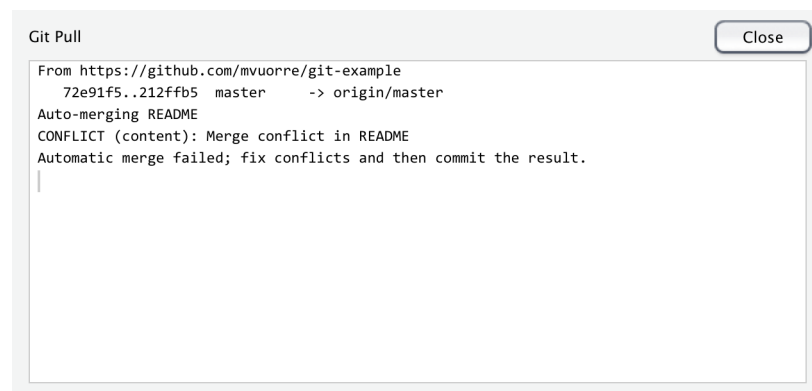 Git Pull
Close
From https://github.com/mvuorre/git-example
   72e91f5..212ffb5  master     -> origin/master
Auto-merging README
CONFLICT (content): Merge conflict in README
Automatic merge failed; fix conflicts and then commit the result.